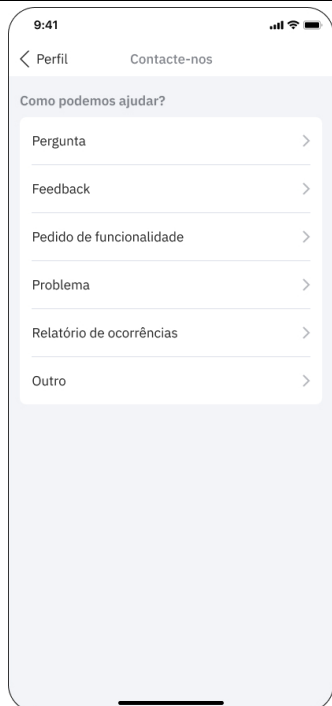 9:41
Perfil
Contacte-nos
Como podemos ajudar?
Pergunta
Feedback
Pedido de funcionalidade
Problema
Relatório de ocorrências
Outro